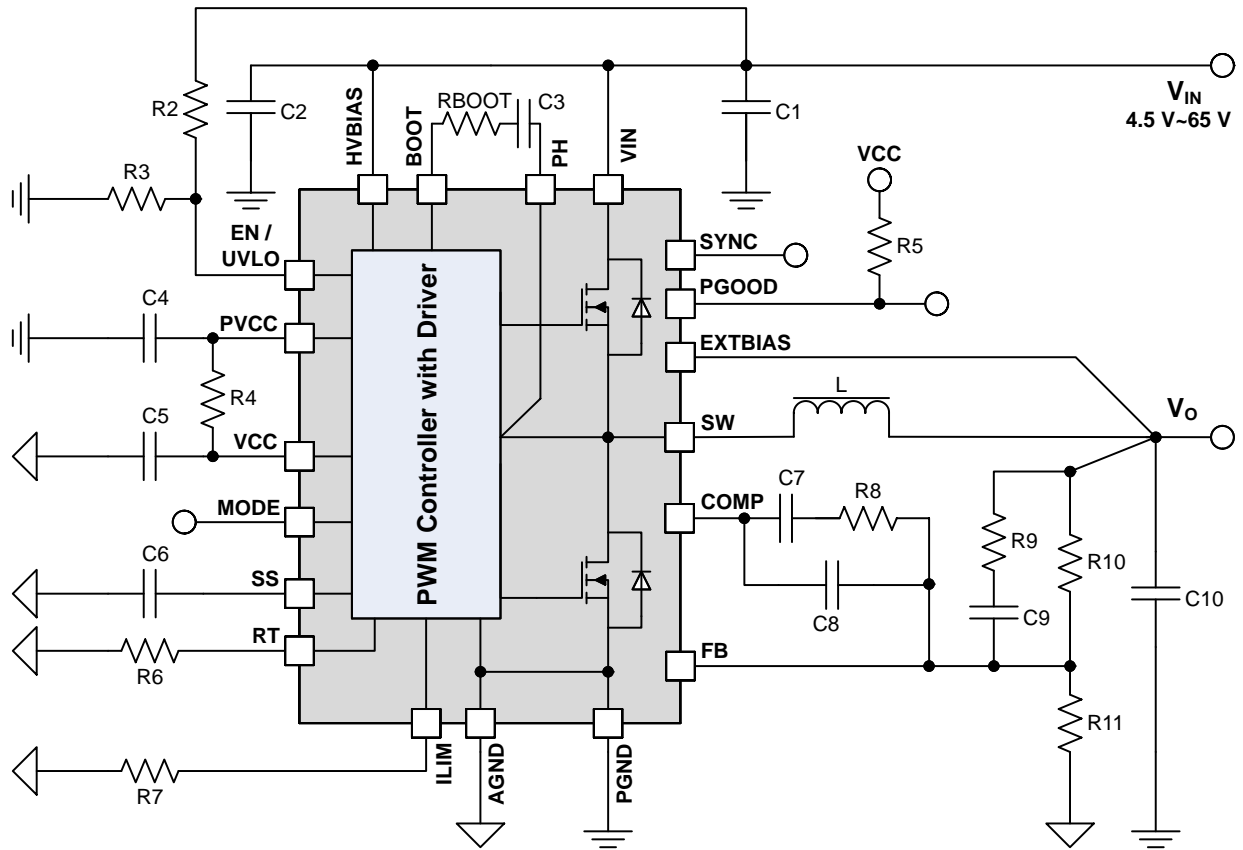 R2
C2
HVBIAS
BOOT
RBOOT
C3
PH
VIN
C1
VIN
4.5 V~65 V
R3
VCC
EN /
UVLO
SYNC
R5
PGOOD
C4
PVCC
EXTBIAS
R4
L
VO
C5
VCC
SW
PWM Controller with Driver
MODE
COMP
C7
R8
R9
R10
C6
SS
C8
C9
C10
RT
R6
FB
R11
R7
ILIM
AGND
PGND